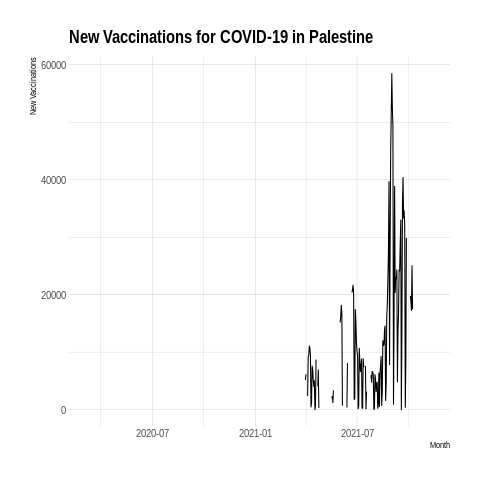 New Vaccinations for COVID-19 in Palestine
New Vaccinations
60000
40000
20000
0
2020-07
2021-01
2021-07
Month